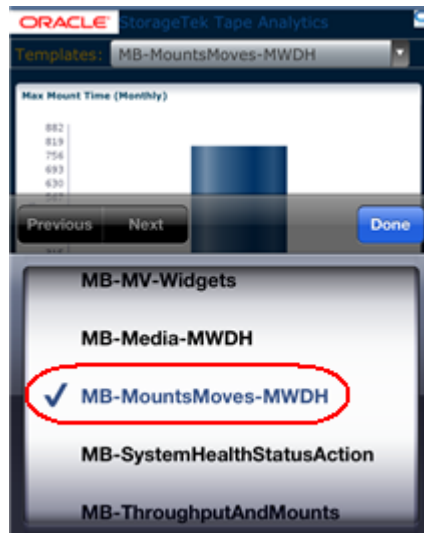 ORACLE StorageTek Tape Analytics
Templates: MB-MountsMoves-MWDH
Max Mount Time (Monthly)
882
819
756
693
630
567
Previous Next Done
MB-MV-Widgets
MB-Media-MWDH
✓ MB-MountsMoves-MWDH
MB-SystemHealthStatusAction
MB-ThroughputAndMounts